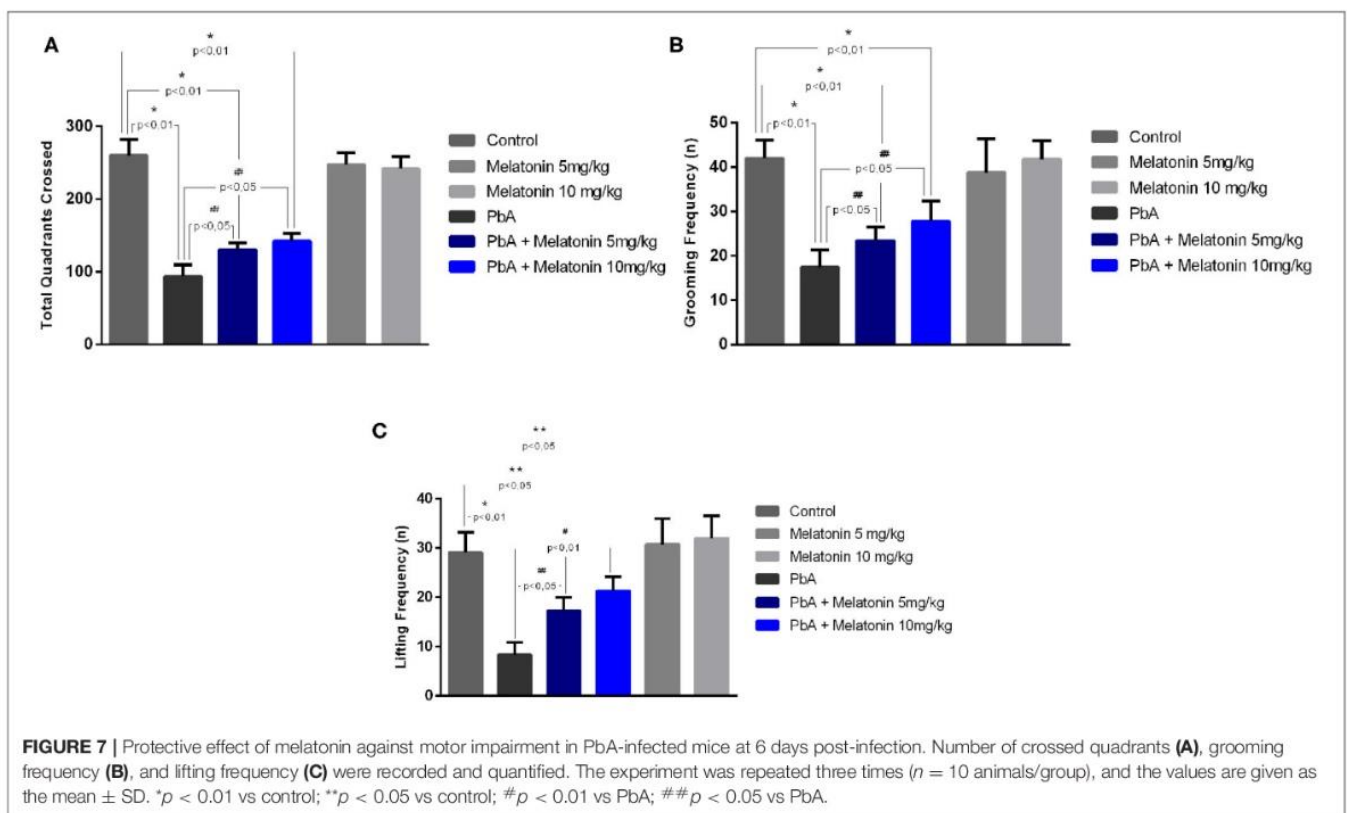 A
*
p<0.01
*
p<0.01
*
p<0.01
#
p<0,05
##
p<0,05
300
200
100
0
Total Quadrants Crossed
Control
Melatonin 5mg/kg
Melatonin 10 mg/kg
PbA
PbA + Melatonin 5mg/kg
PbA + Melatonin 10mg/kg
B
*
p<0,01
*
p<0,01
*
p<0,01
##
p<0,05
##
p<0,05
50
40
30
20
10
0
Grooming Frequency (n)
Control
Melatonin 5mg/kg
Melatonin 10 mg/kg
PbA
PbA + Melatonin 5mg/kg
PbA + Melatonin 10mg/kg
C
**
p<0,05
**
p<0,05
*
p<0,01
#
p<0,01
##
p<0,05
40
30
20
10
0
Lifting Frequency (n)
Control
Melatonin 5 mg/kg
Melatonin 10 mg/kg
PbA
PbA + Melatonin 5mg/kg
PbA + Melatonin 10mg/kg
FIGURE 7 | Protective effect of melatonin against motor impairment in PbA-infected mice at 6 days post-infection. Number of crossed quadrants (A), grooming
frequency (B), and lifting frequency (C) were recorded and quantified. The experiment was repeated three times (n = 10 animals/group), and the values are given as
the mean ± SD. *p < 0.01 vs control; **p < 0.05 vs control; #p < 0.01 vs PbA; ##p < 0.05 vs PbA.